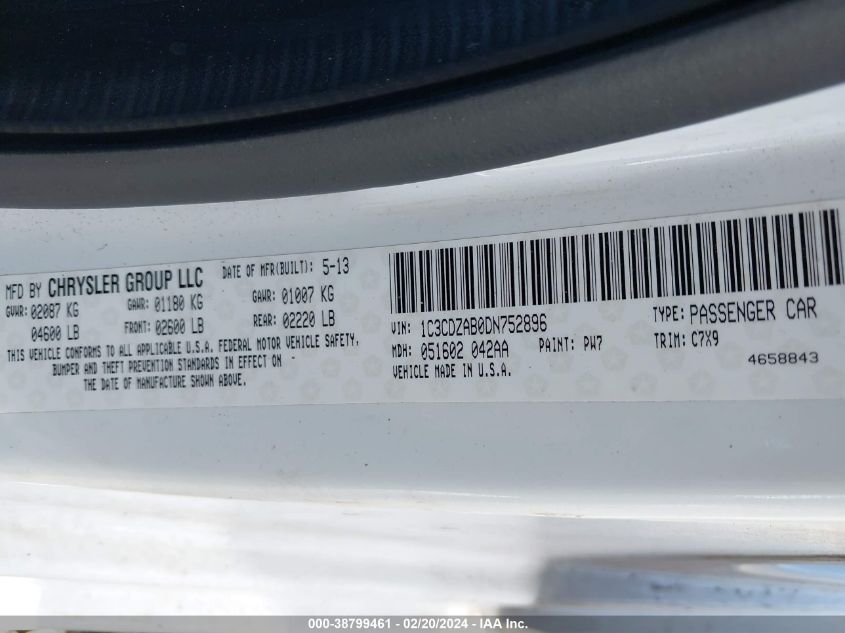 MFD BY CHRYSLER GROUP LLC DATE OF MFR(BUILT): 5-13
GVWR: 02087 KG GAWR: 01180 KG GAWR: 01007 KG
04600 LB FRONT: 02600 LB REAR: 02220 LB
THIS VEHICLE CONFORMS TO ALL APPLICABLE U.S.A. FEDERAL MOTOR VEHICLE SAFETY,
BUMPER AND THEFT PREVENTION STANDARDS IN EFFECT ON
THE DATE OF MANUFACTURE SHOWN ABOVE.
VIN: 1C3CDZAB0DN752896 TYPE: PASSENGER CAR
MDH: 051602 042AA PAINT: PW7 TRIM: C7X9
VEHICLE MADE IN U.S.A. 4658843
000-38799461 - 02/20/2024 - IAA Inc.